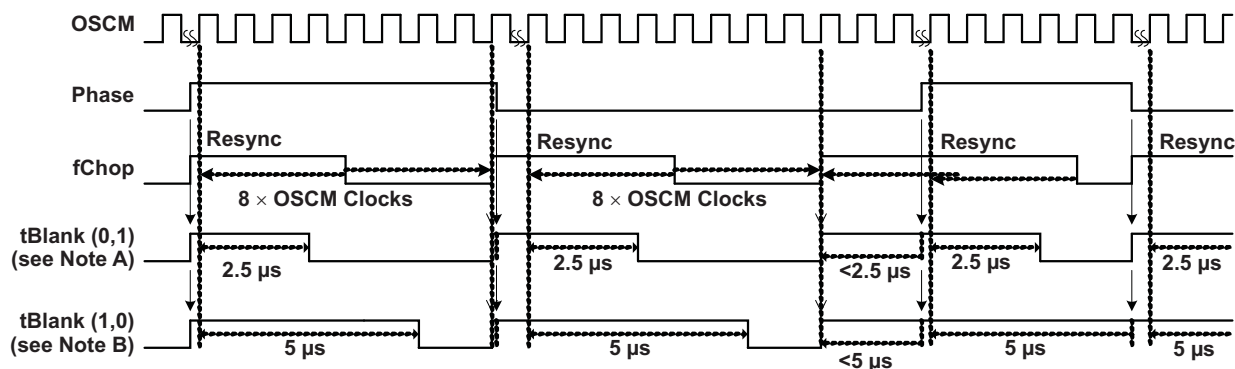 OSCM
Phase
Resync Resync Resync
fChop
8 × OSCM Clocks 8 × OSCM Clocks
tBlank (0,1)
(see Note A)
2.5 µs 2.5 µs <2.5 µs 2.5 µs 2.5 µs
tBlank (1,0)
(see Note B)
5 µs 5 µs <5 µs 5 µs 5 µs